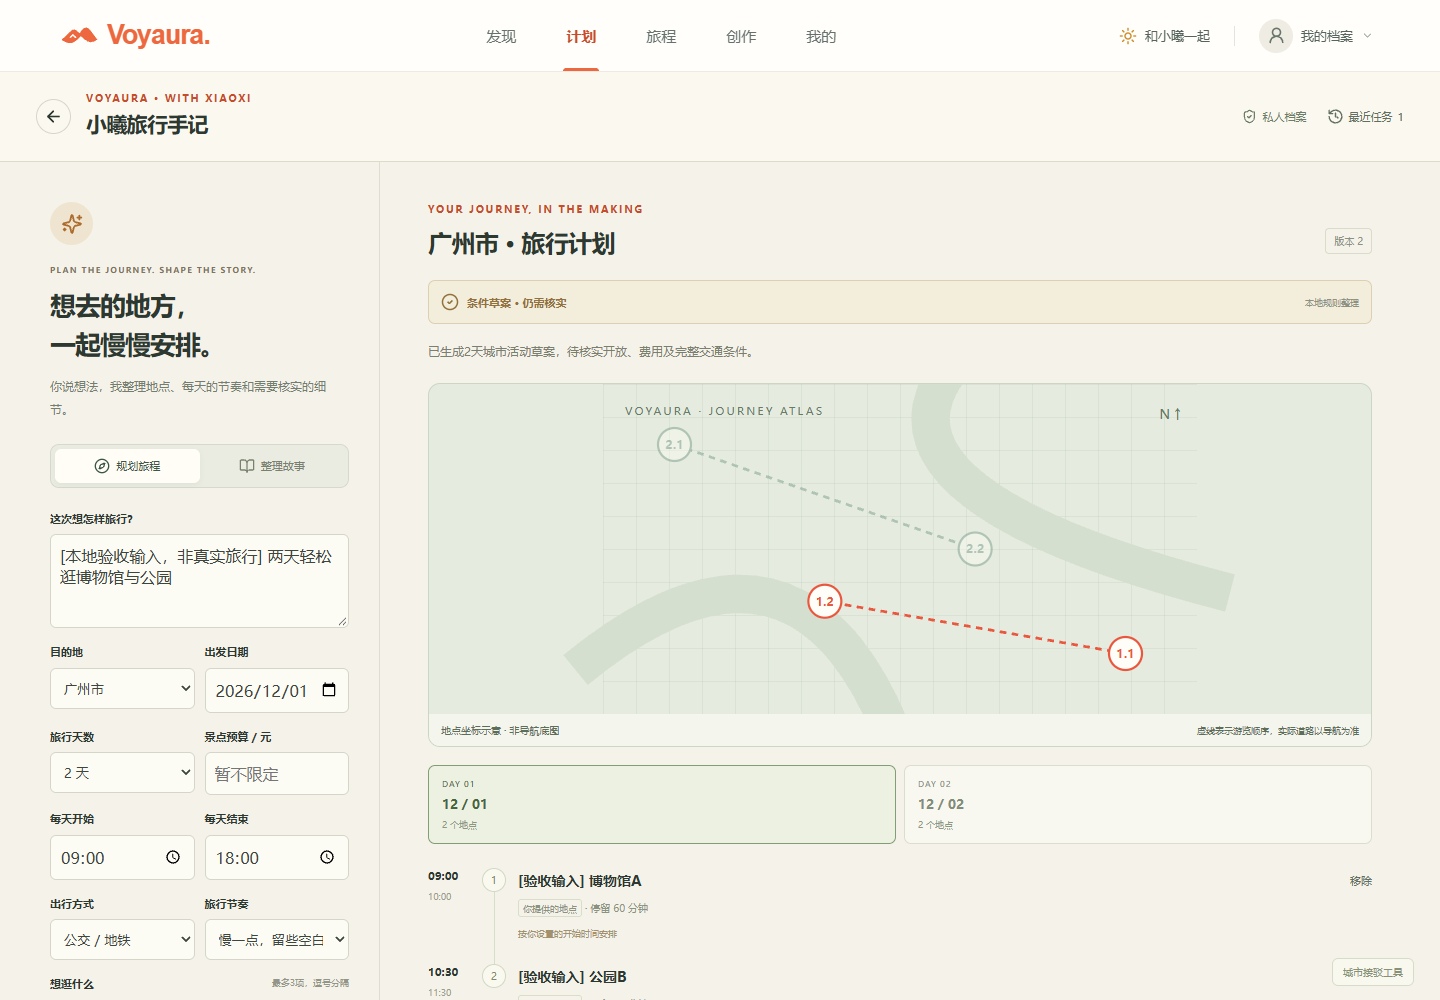 Voyaura.
发现
计划
旅程
创作
我的
和小曦一起
我的档案
VOYAURA • WITH XIAOXI
小曦旅行手记
私人档案
最近任务 1
PLAN THE JOURNEY. SHAPE THE STORY.
想去的地方，
一起慢慢安排。
你说想法，我整理地点、每天的节奏和需要核实的细
节。
规划旅程
整理故事
这次想怎样旅行?
[本地验收输入，非真实旅行] 两天轻松
逛博物馆与公园
目的地
出发日期
广州市
2026/12/01
旅行天数
景点预算 / 元
2 天
暂不限定
每天开始
每天结束
09:00
18:00
出行方式
旅行节奏
公交 / 地铁
慢一点，留些空白
想逛什么
最多3项，逗号分隔
YOUR JOURNEY, IN THE MAKING
广州市 • 旅行计划
版本 2
条件草案 • 仍需核实
本地规则整理
已生成2天城市活动草案，待核实开放、费用及完整交通条件。
VOYAURA · JOURNEY ATLAS
N ↑
2.1
2.2
1.2
1.1
地点坐标示意 · 非导航底图
虚线表示游览顺序，实际道路以导航为准
DAY 01
12 / 01
2 个地点
DAY 02
12 / 02
2 个地点
09:00
10:00
1
[验收输入] 博物馆A
移除
你提供的地点 · 停留 60 分钟
按你设置的开始时间安排
10:30
11:30
2
[验收输入] 公园B
城市接驳工具